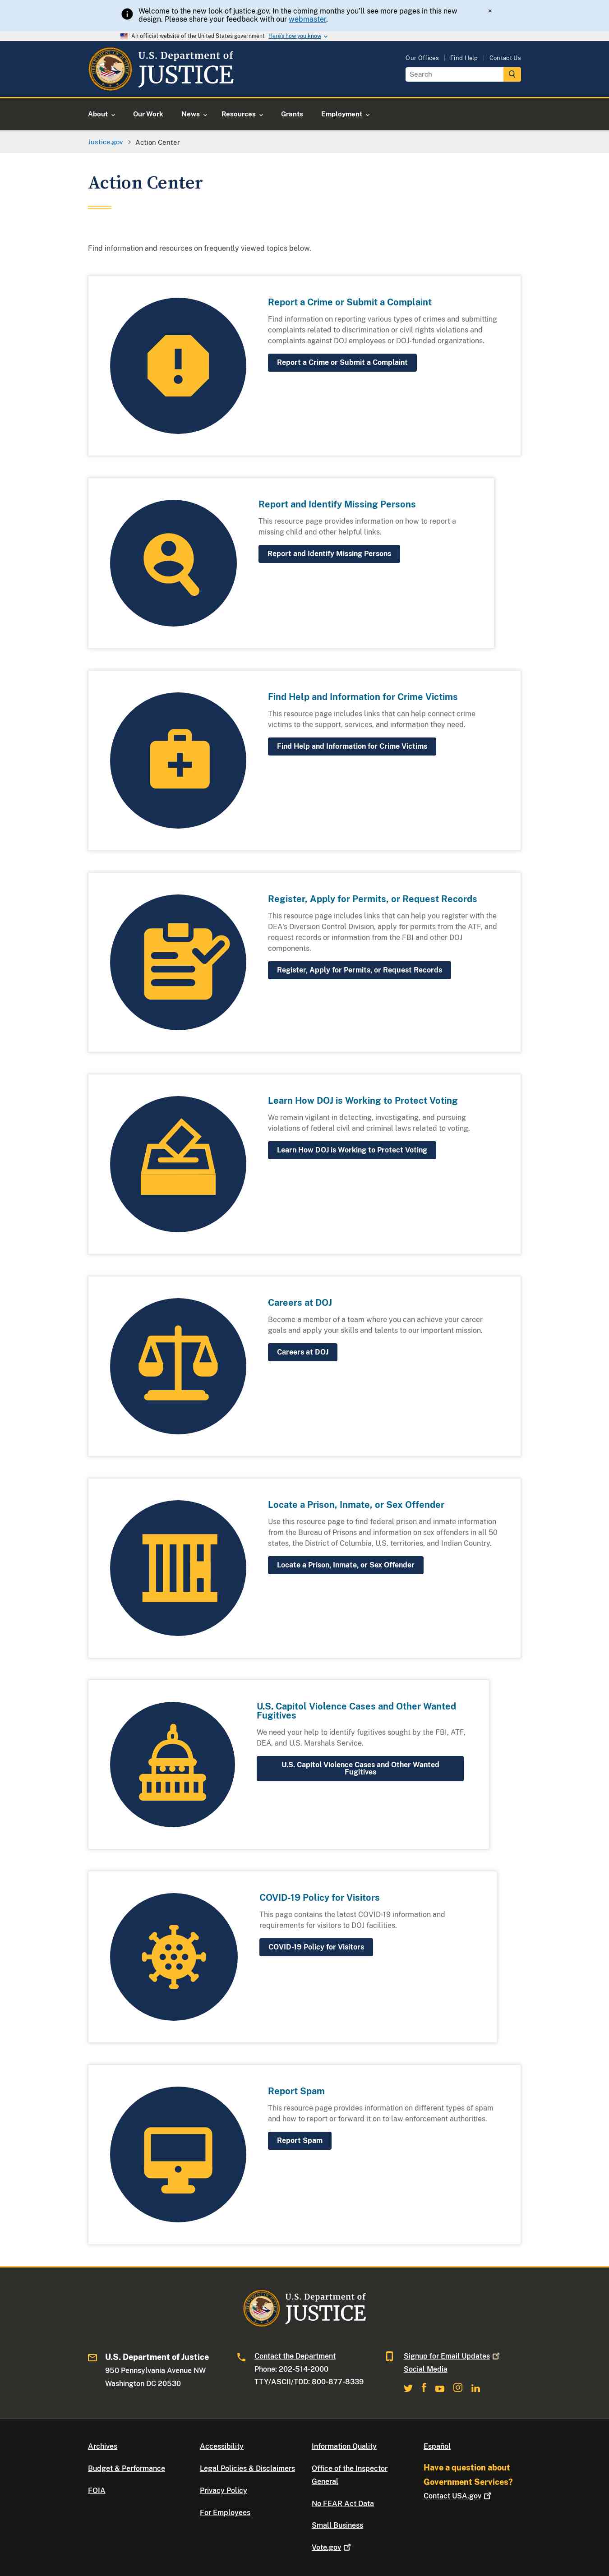 Welcome to the new look of justice.gov. In the coming months you'll see more pages in this new
design. Please share your feedback with our webmaster.
×
An official website of the United States government Here's how you know
U.S. Department of
JUSTICE
Our Offices | Find Help | Contact Us
Search
About Our Work News Resources Grants Employment
Justice.gov > Action Center
Action Center
Find information and resources on frequently viewed topics below.
Report a Crime or Submit a Complaint
Find information on reporting various types of crimes and submitting
complaints related to discrimination or civil rights violations and
complaints against DOJ employees or DOJ-funded organizations.
Report a Crime or Submit a Complaint
Report and Identify Missing Persons
This resource page provides information on how to report a
missing child and other helpful links.
Report and Identify Missing Persons
Find Help and Information for Crime Victims
This resource page includes links that can help connect crime
victims to the support, services, and information they need.
Find Help and Information for Crime Victims
Register, Apply for Permits, or Request Records
This resource page includes links that can help you register with the
DEA's Diversion Control Division, apply for permits from the ATF, and
request records or information from the FBI and other DOJ
components.
Register, Apply for Permits, or Request Records
Learn How DOJ is Working to Protect Voting
We remain vigilant in detecting, investigating, and pursuing
violations of federal civil and criminal laws related to voting.
Learn How DOJ is Working to Protect Voting
Careers at DOJ
Become a member of a team where you can achieve your career
goals and apply your skills and talents to our important mission.
Careers at DOJ
Locate a Prison, Inmate, or Sex Offender
Use this resource page to find federal prison and inmate information
from the Bureau of Prisons and information on sex offenders in all 50
states, the District of Columbia, U.S. territories, and Indian Country.
Locate a Prison, Inmate, or Sex Offender
U.S. Capitol Violence Cases and Other Wanted
Fugitives
We need your help to identify fugitives sought by the FBI, ATF,
DEA, and U.S. Marshals Service.
U.S. Capitol Violence Cases and Other Wanted
Fugitives
COVID-19 Policy for Visitors
This page contains the latest COVID-19 information and
requirements for visitors to DOJ facilities.
COVID-19 Policy for Visitors
Report Spam
This resource page provides information on different types of spam
and how to report or forward it on to law enforcement authorities.
Report Spam
U.S. Department of
JUSTICE
U.S. Department of Justice
950 Pennsylvania Avenue NW
Washington DC 20530
Contact the Department
Phone: 202-514-2000
TTY/ASCII/TDD: 800-877-8339
Signup for Email Updates
Social Media
Archives
Budget & Performance
FOIA
Accessibility
Legal Policies & Disclaimers
Privacy Policy
For Employees
Information Quality
Office of the Inspector
General
No FEAR Act Data
Small Business
Vote.gov
Español
Have a question about
Government Services?
Contact USA.gov